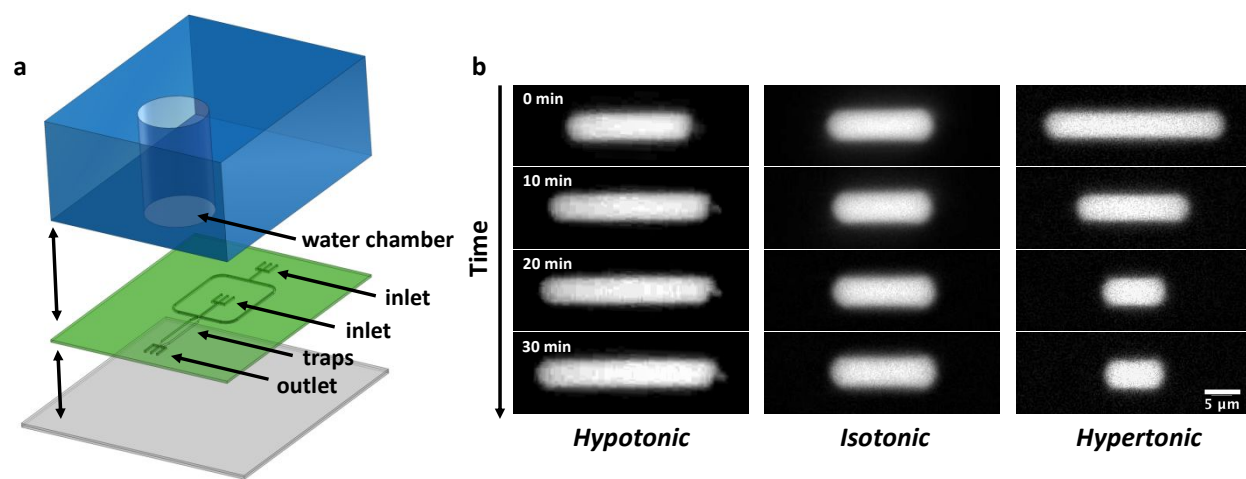 a
water chamber
inlet
inlet
traps
outlet
b
Time
0 min
10 min
20 min
30 min
5 µm
Hypotonic
Isotonic
Hypertonic